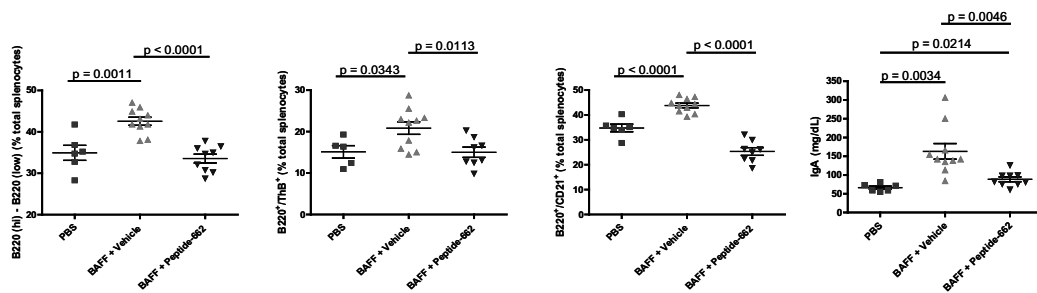 B220 (hi) - B220 (low) (% total splenocytes)
p < 0.0001
p = 0.0011
50
40
30
20
PBS
BAFF + Vehicle
BAFF + Peptide-662
B220+/ThB+ (% total splenocytes)
p = 0.0113
p = 0.0343
30
20
10
0
PBS
BAFF + Vehicle
BAFF + Peptide-662
B220+/CD21+ (% total splenocytes)
p < 0.0001
p < 0.0001
50
40
30
20
10
0
PBS
BAFF + Vehicle
BAFF + Peptide-662
IgA (mg/dL)
p = 0.0046
p = 0.0214
p = 0.0034
350
300
250
200
150
100
50
0
PBS
BAFF + Vehicle
BAFF + Peptide-662